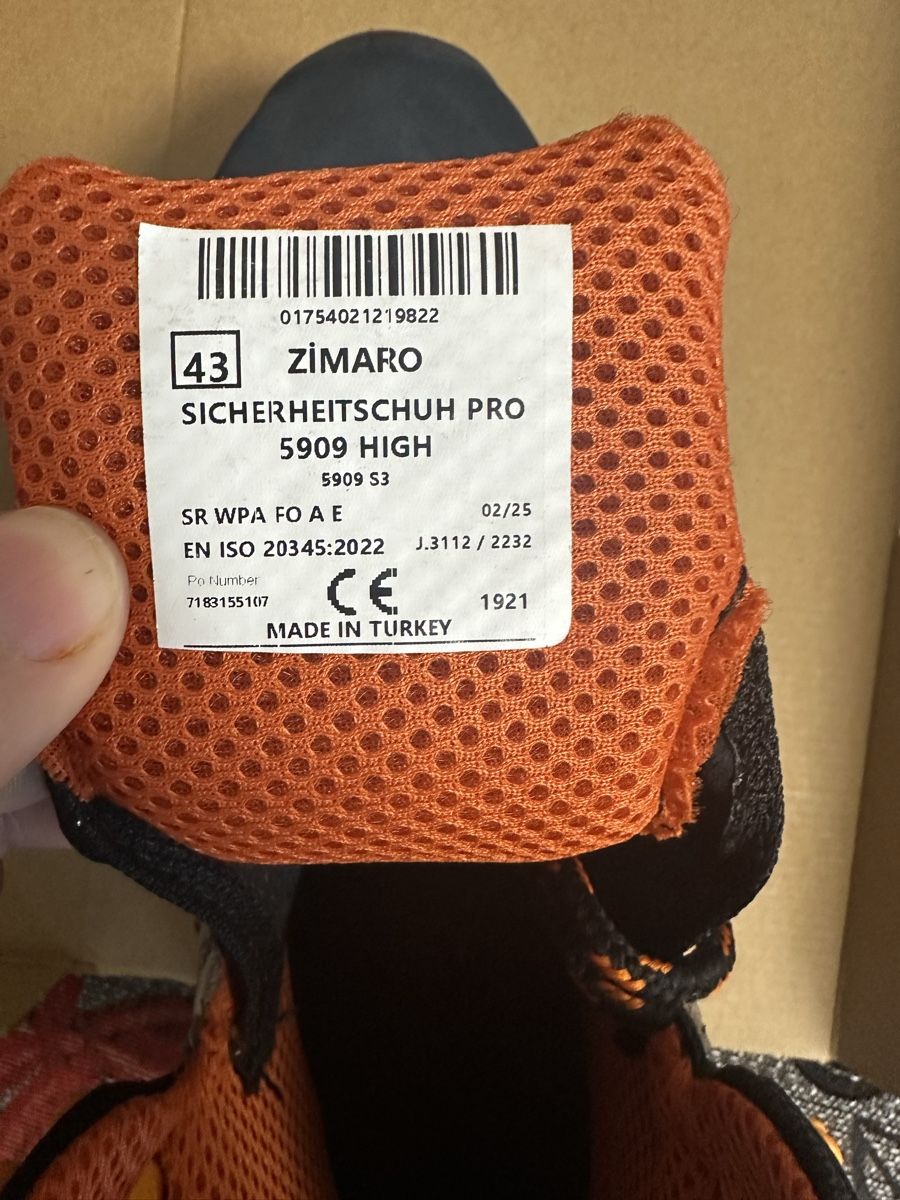 01754021219822
43 ZİMARO
SICHERHEITSCHUH PRO
5909 HIGH
5909 S3
SR WPA FO A E 02/25
EN ISO 20345:2022 J.3112 / 2232
Po Number
7183155107 CE 1921
MADE IN TURKEY